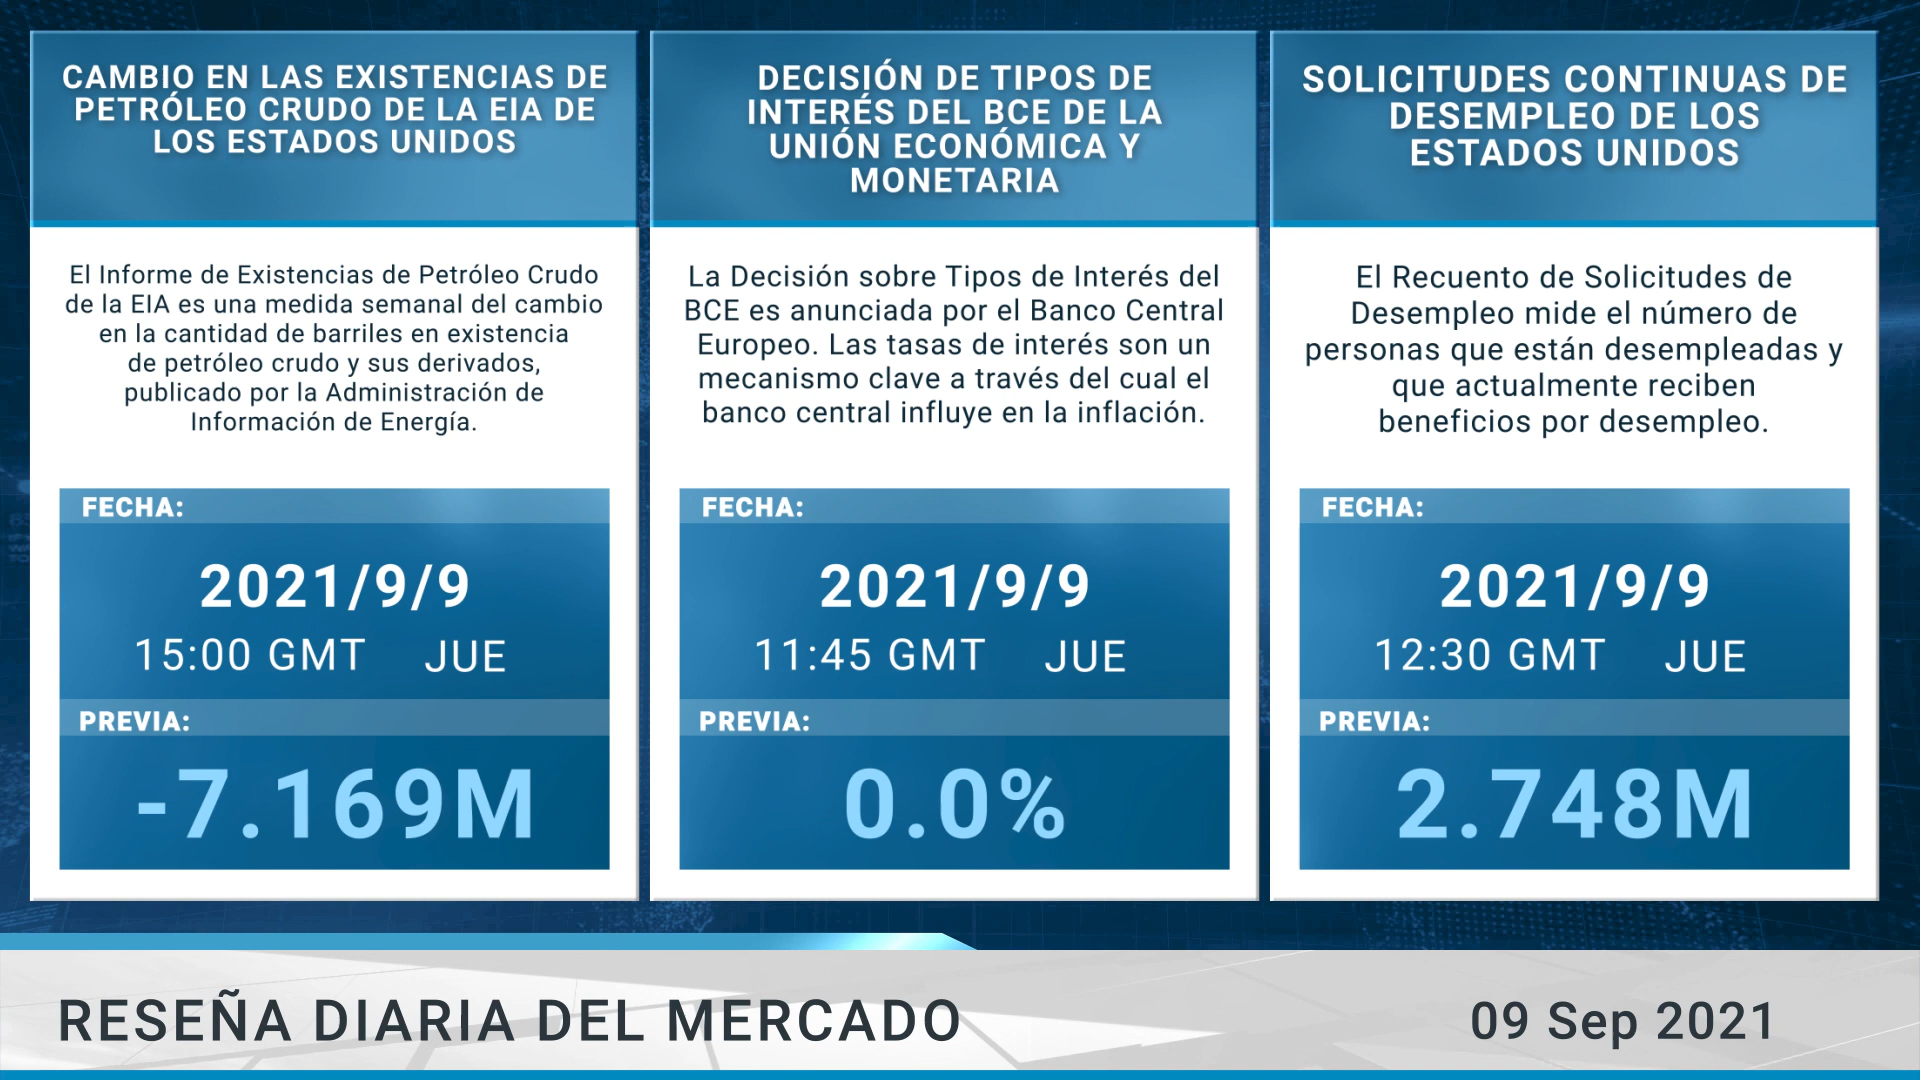 CAMBIO EN LAS EXISTENCIAS DE
PETRÓLEO CRUDO DE LA EIA DE
LOS ESTADOS UNIDOS
El Informe de Existencias de Petróleo Crudo
de la EIA es una medida semanal del cambio
en la cantidad de barriles en existencia
de petróleo crudo y sus derivados,
publicado por la Administración de
Información de Energía.
FECHA:
2021/9/9
15:00 GMT JUE
PREVIA:
-7.169M
DECISIÓN DE TIPOS DE
INTERÉS DEL BCE DE LA
UNIÓN ECONÓMICA Y
MONETARIA
La Decisión sobre Tipos de Interés del
BCE es anunciada por el Banco Central
Europeo. Las tasas de interés son un
mecanismo clave a través del cual el
banco central influye en la inflación.
FECHA:
2021/9/9
11:45 GMT JUE
PREVIA:
0.0%
SOLICITUDES CONTINUAS DE
DESEMPLEO DE LOS
ESTADOS UNIDOS
El Recuento de Solicitudes de
Desempleo mide el número de
personas que están desempleadas y
que actualmente reciben
beneficios por desempleo.
FECHA:
2021/9/9
12:30 GMT JUE
PREVIA:
2.748M
RESEÑA DIARIA DEL MERCADO
09 Sep 2021